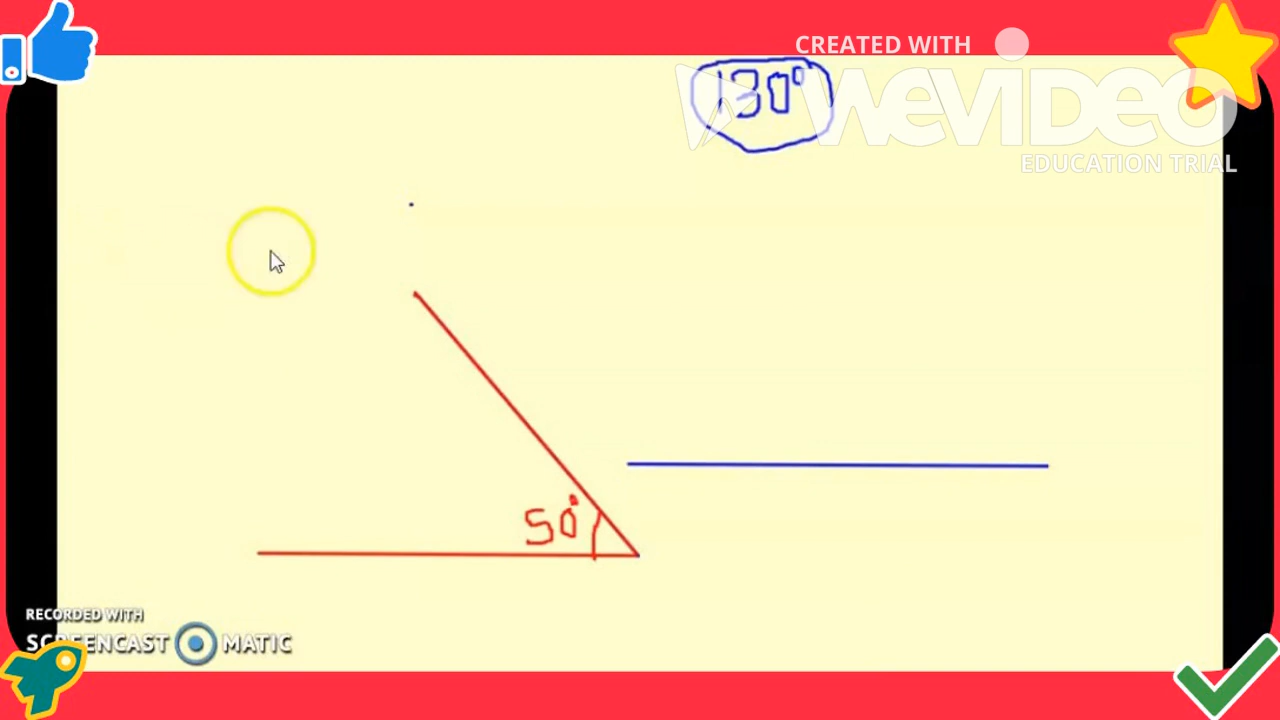 CREATED WITH
130°
WEVIDEO
EDUCATION TRIAL
50°
RECORDED WITH
SCREENCAST MATIC